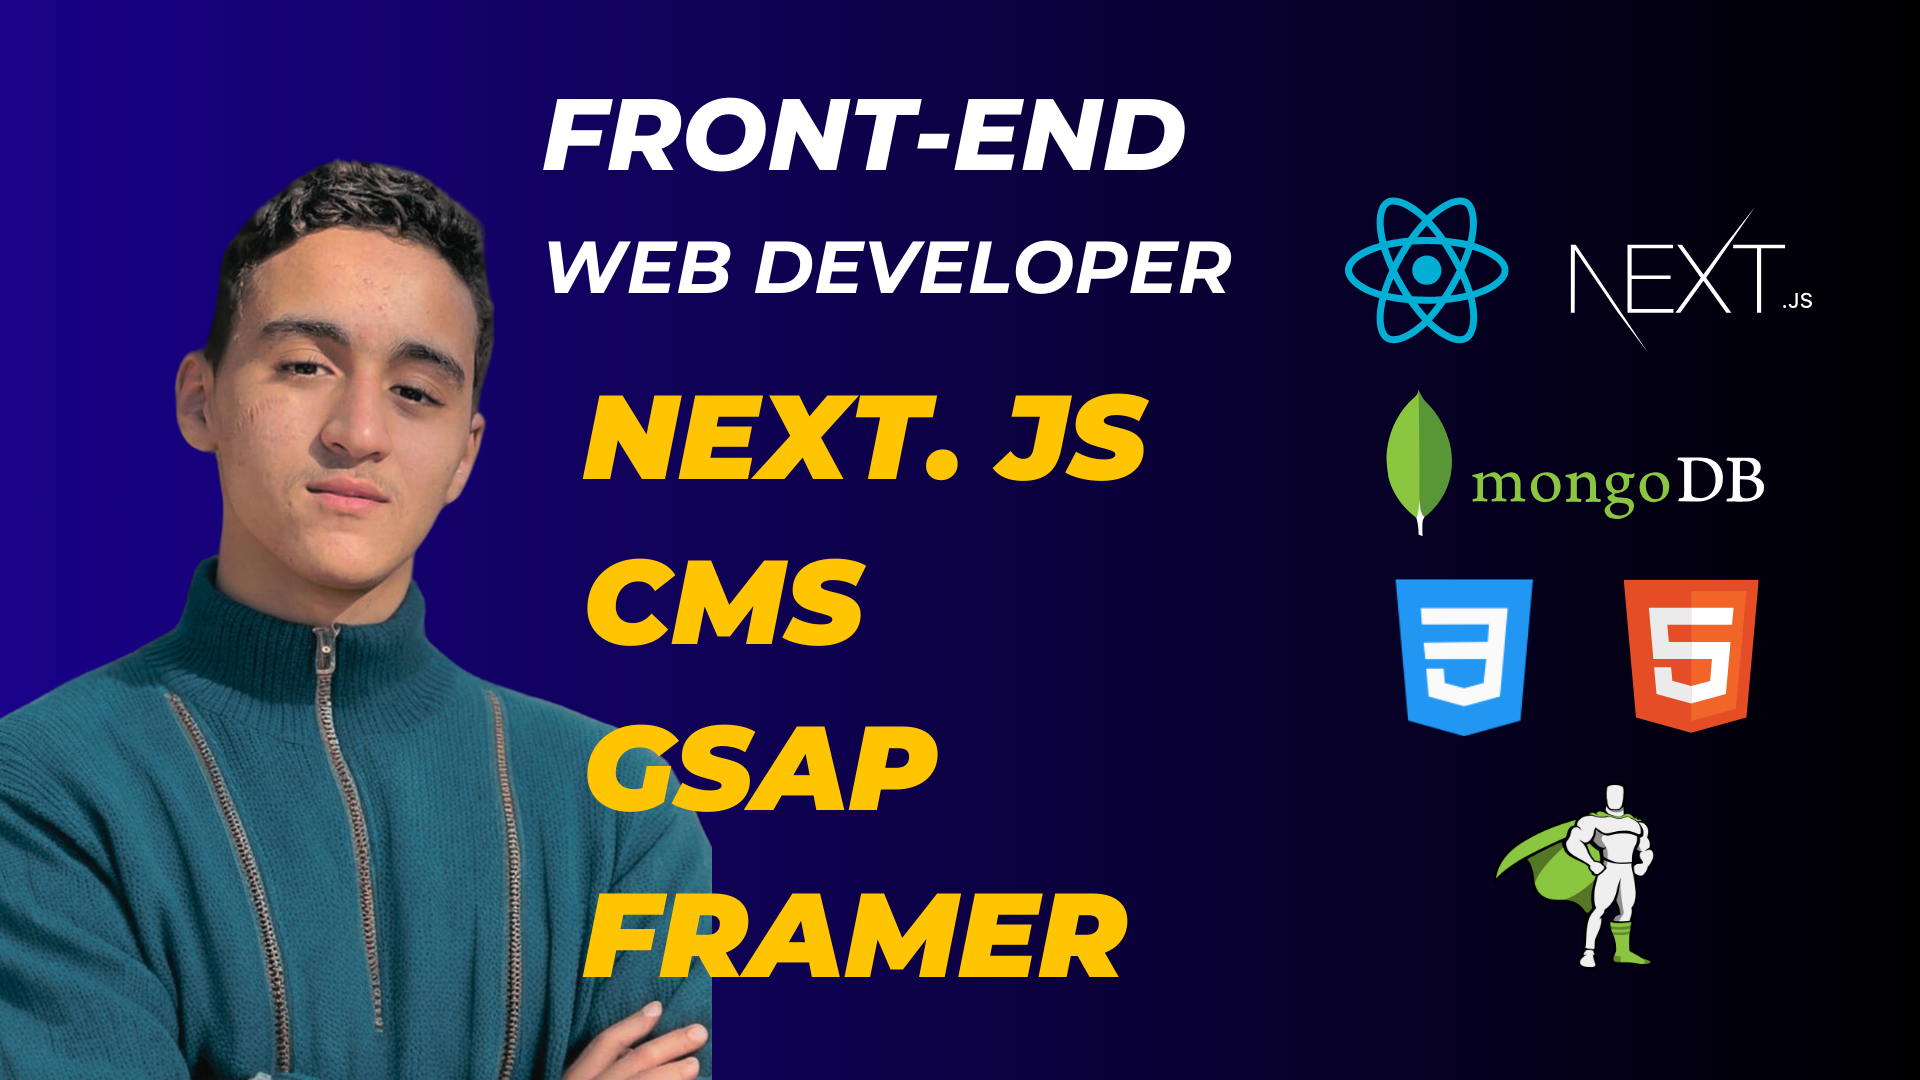 FRONT-END
WEB DEVELOPER
NEXT. JS
CMS
GSAP
FRAMER
NEXT.JS
mongoDB